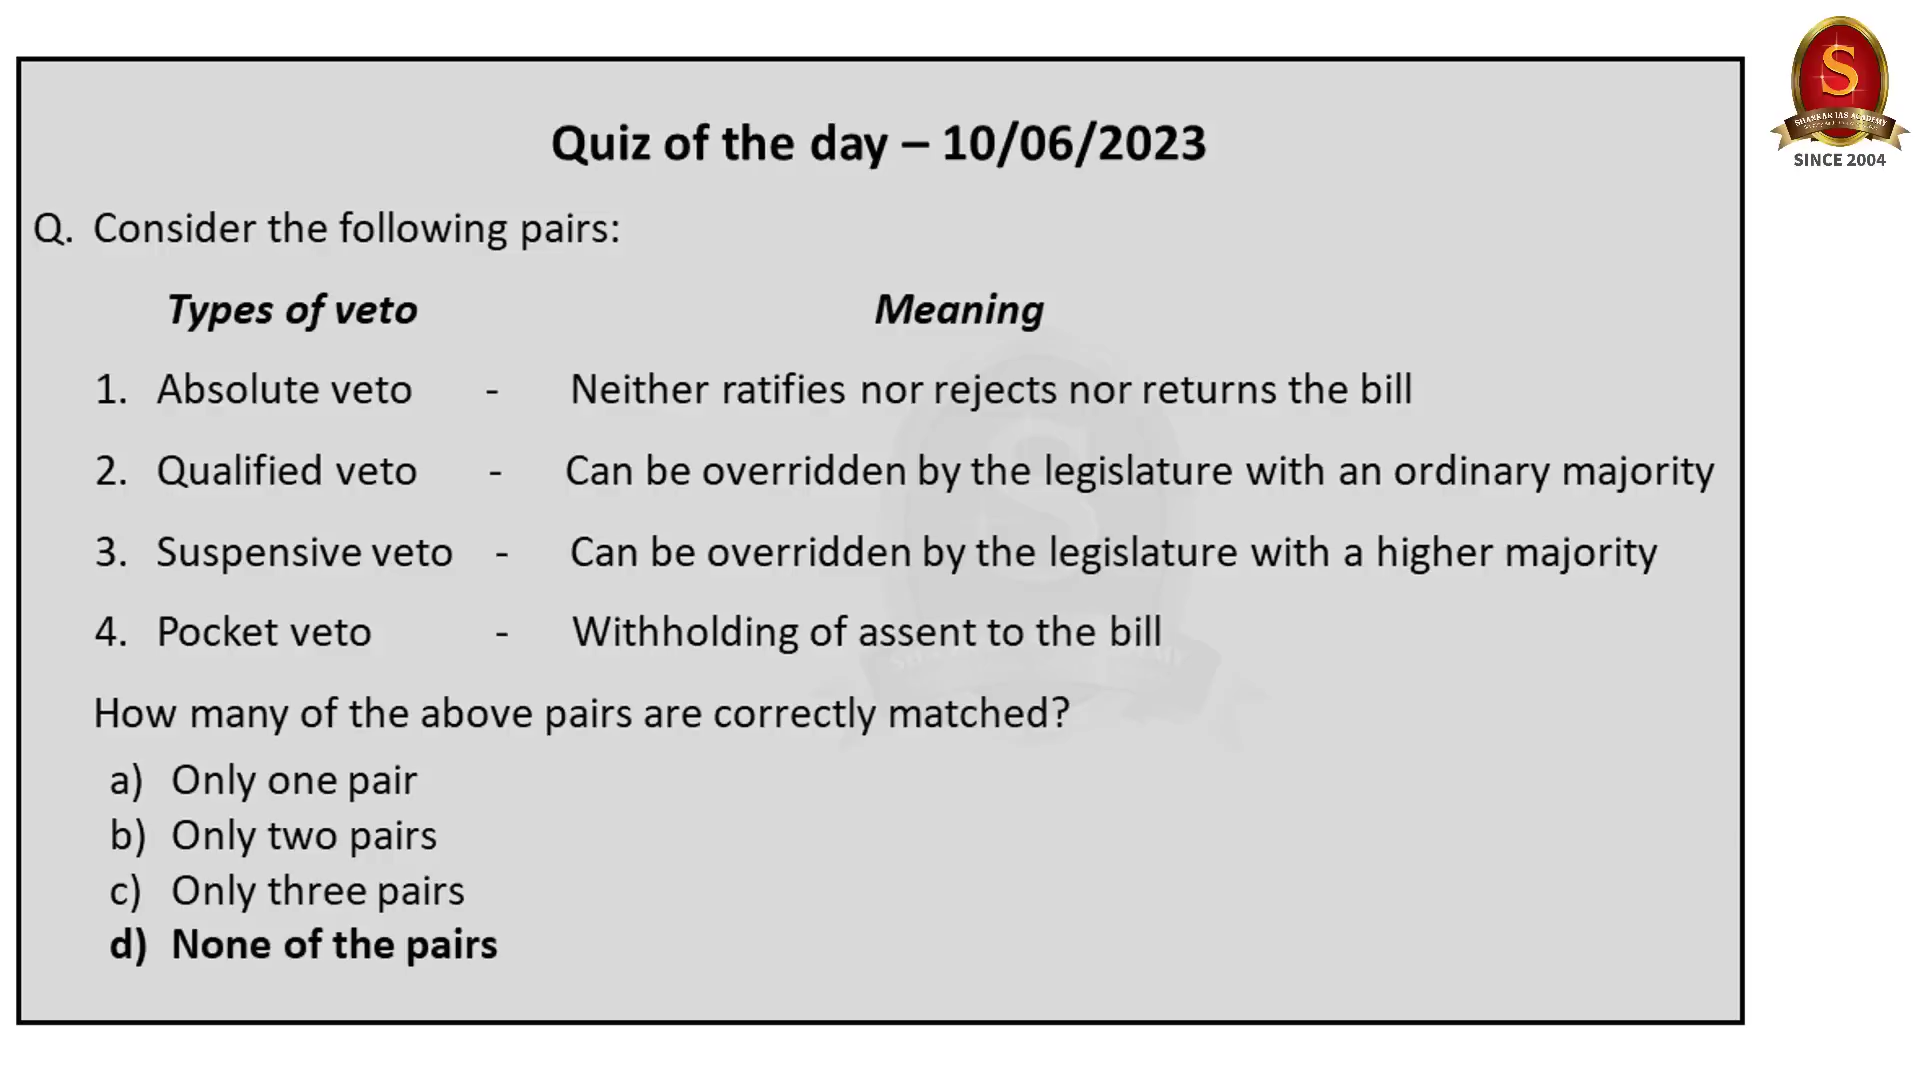 Quiz of the day – 10/06/2023
Q. Consider the following pairs:
Types of veto Meaning
1. Absolute veto - Neither ratifies nor rejects nor returns the bill
2. Qualified veto - Can be overridden by the legislature with an ordinary majority
3. Suspensive veto - Can be overridden by the legislature with a higher majority
4. Pocket veto - Withholding of assent to the bill
How many of the above pairs are correctly matched?
a) Only one pair
b) Only two pairs
c) Only three pairs
d) None of the pairs
S
SHANKAR IAS ACADEMY
SINCE 2004